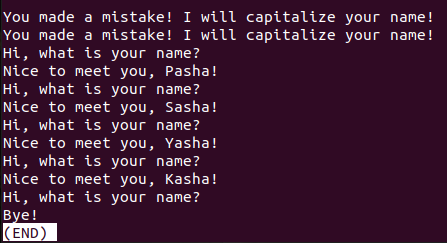 You made a mistake! I will capitalize your name!
You made a mistake! I will capitalize your name!
Hi, what is your name?
Nice to meet you, Pasha!
Hi, what is your name?
Nice to meet you, Sasha!
Hi, what is your name?
Nice to meet you, Yasha!
Hi, what is your name?
Nice to meet you, Kasha!
Hi, what is your name?
Bye!
(END)